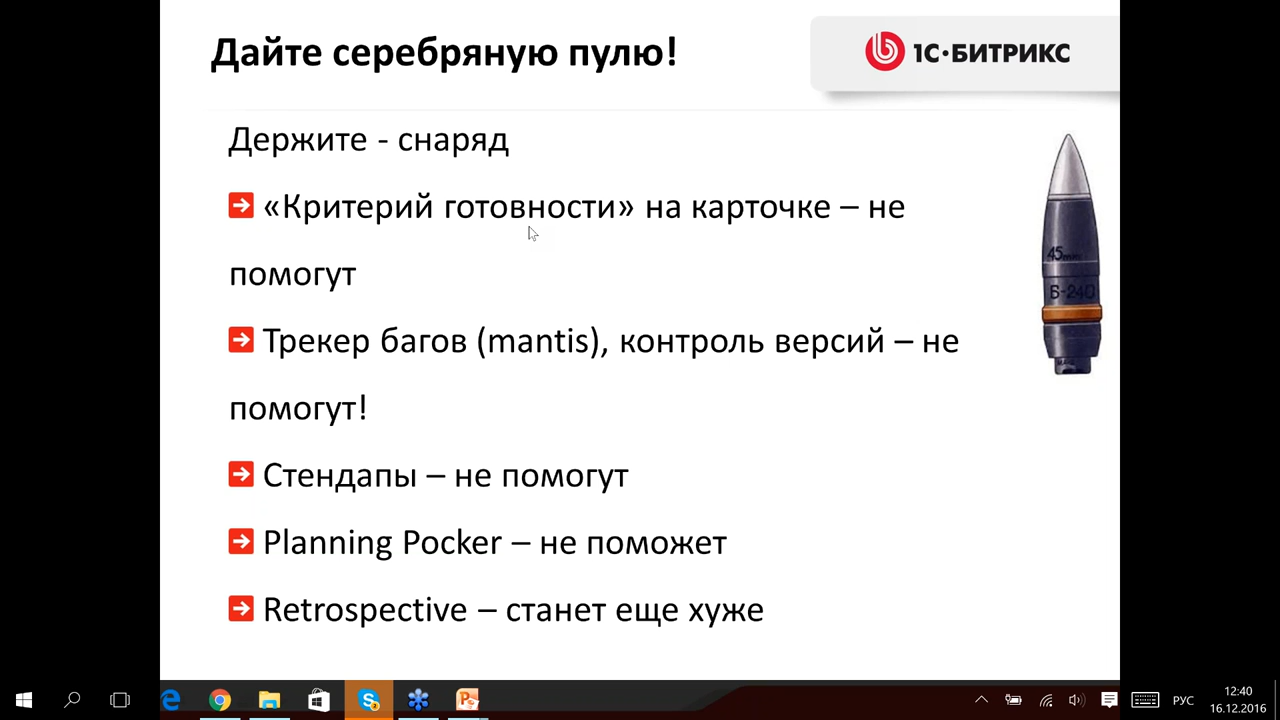 Дайте серебряную пулю!
1С·БИТРИКС
Держите - снаряд
«Критерий готовности» на карточке – не
помогут
Трекер багов (mantis), контроль версий – не
помогут!
Стендапы – не помогут
Planning Pocker – не поможет
Retrospective – станет еще хуже
РУС
12:40
16.12.2016